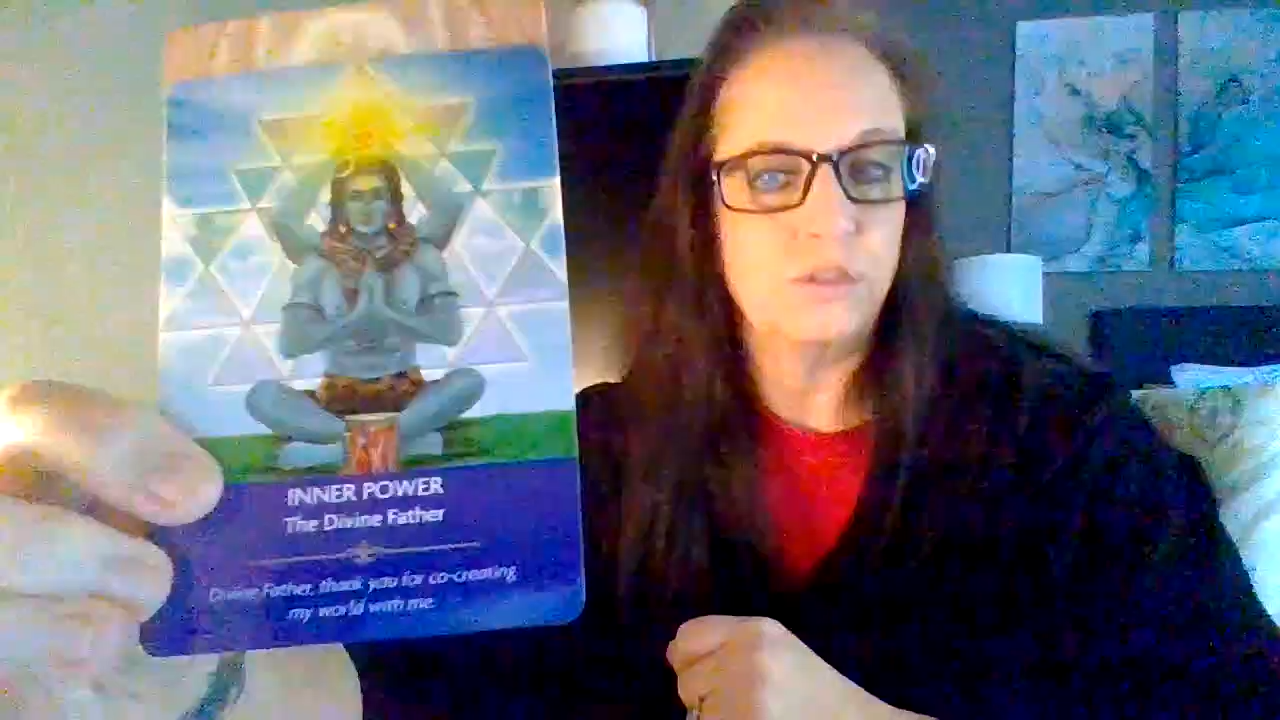 INNER POWER
The Divine Father
Divine Father, thank you for co-creating
my world with me.